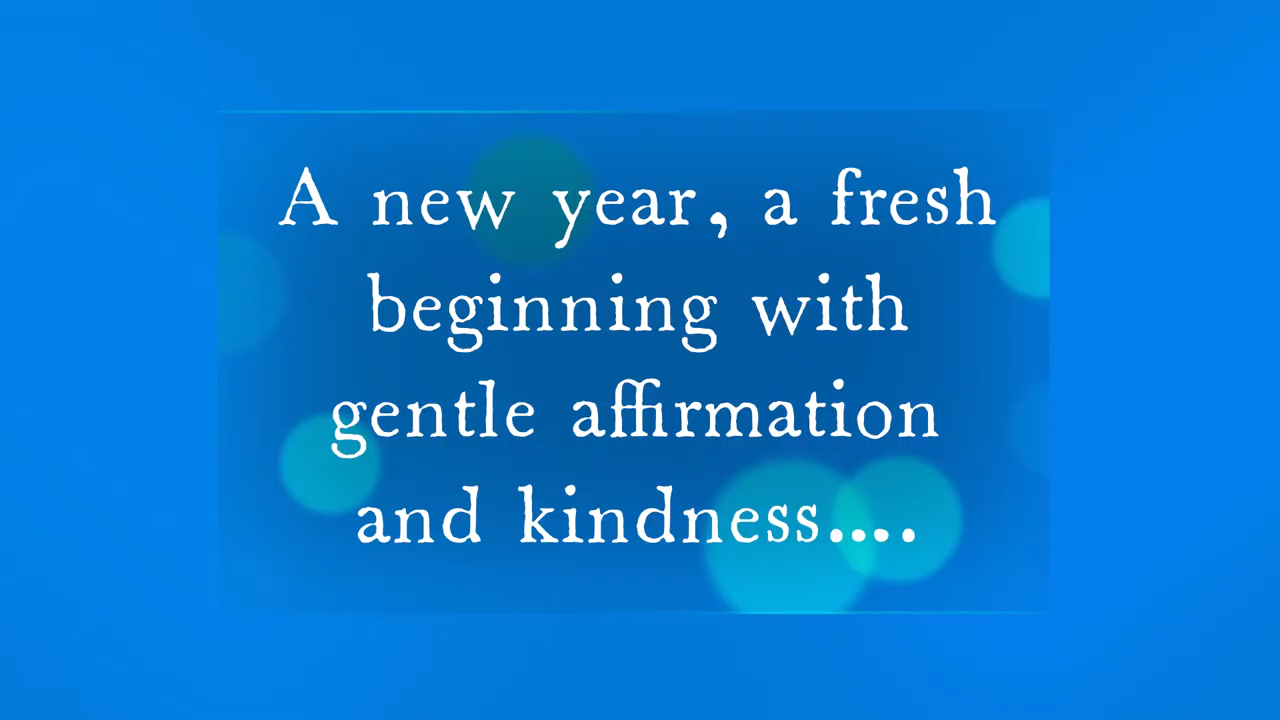 A new year, a fresh
beginning with
gentle affirmation
and kindness....